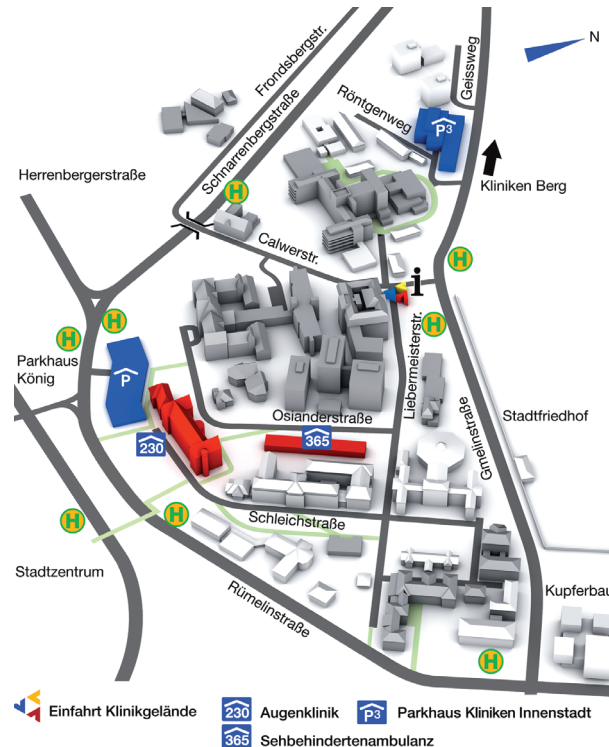 N
Frondsbergstr.
Geissweg
Röntgenweg
P3
Schnarrenbergstraße
Herrenbergerstraße
Kliniken Berg
H
Calwerstr.
H
i
H
H
H
Liebermeisterstr.
Parkhaus
König
P
Osianderstraße
Gmelinstraße
Stadtfriedhof
230
365
Schleichstraße
H
H
Stadtzentrum
Rümelinstraße
Kupferbau
H
Einfahrt Klinikgelände
230 Augenklinik
P3 Parkhaus Kliniken Innenstadt
365 Sehbehindertenambulanz